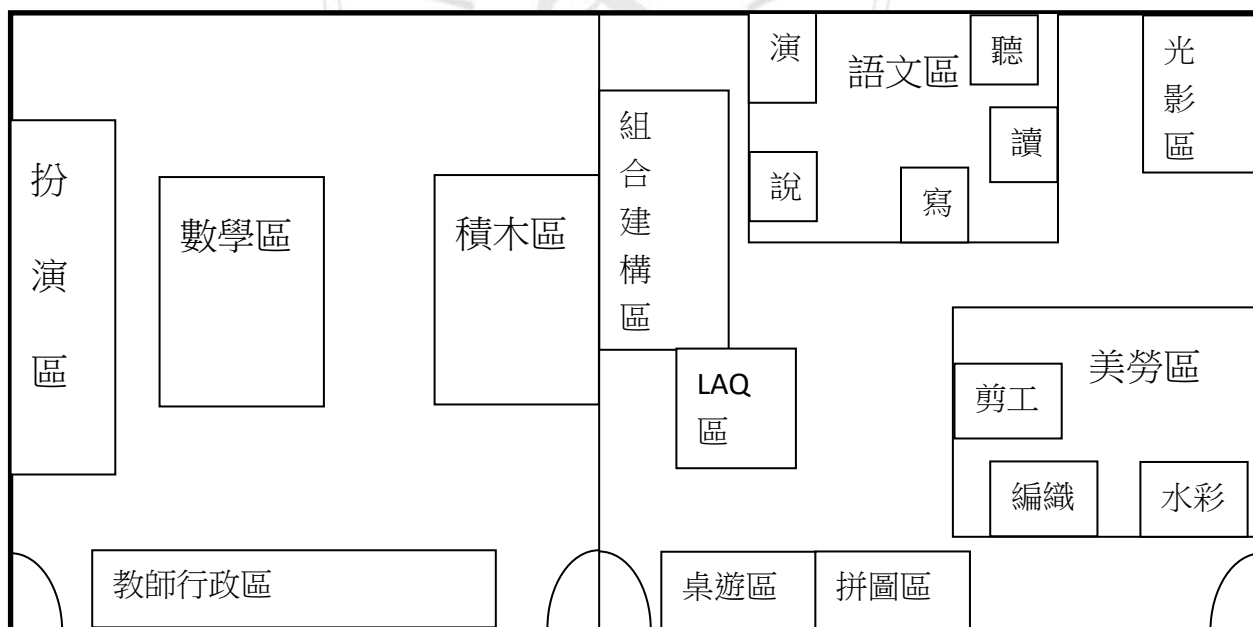 扮
演
區
數學區
積木區
教師行政區
組
合
建
構
區
LAQ
區
演
語文區
聽
讀
說
寫
光
影
區
美勞區
剪工
編織
水彩
桌遊區
拼圖區